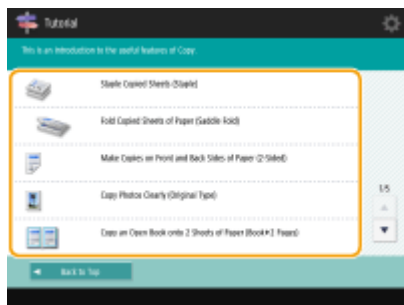 Tutorial
This is an introduction to the useful features of Copy.
Staple Copied Sheets (Staple)
Fold Copied Sheets of Paper (Saddle Fold)
Make Copies on Front and Back Sides of Paper (2-Sided)
Copy Photos Clearly (Original Type)
Copy an Open Book onto 2 Sheets of Paper (Book►2 Pages)
1/5
Back to Top